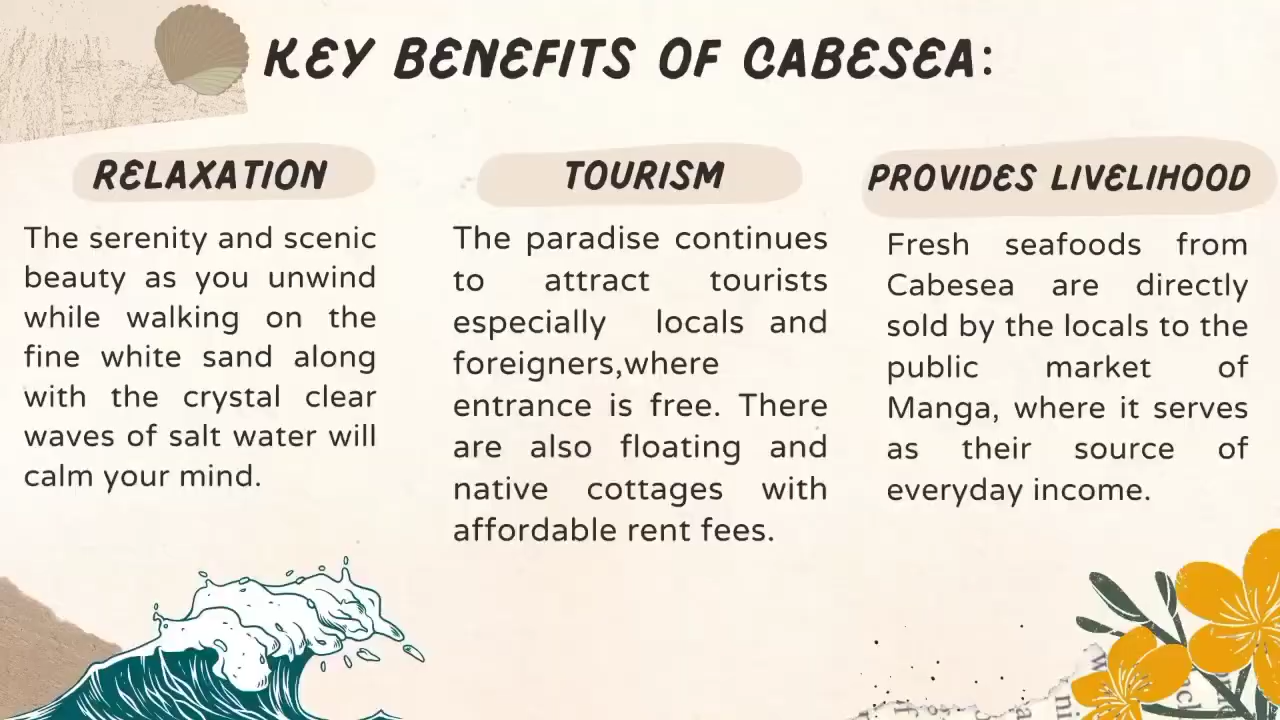 KEY BENEFITS OF CABESEA:
RELAXATION
The serenity and scenic
beauty as you unwind
while walking on the
fine white sand along
with the crystal clear
waves of salt water will
calm your mind.
TOURISM
The paradise continues
to attract tourists
especially locals and
foreigners,where
entrance is free. There
are also floating and
native cottages with
affordable rent fees.
PROVIDES LIVELIHOOD
Fresh seafoods from
Cabesea are directly
sold by the locals to the
public market of
Manga, where it serves
as their source of
everyday income.